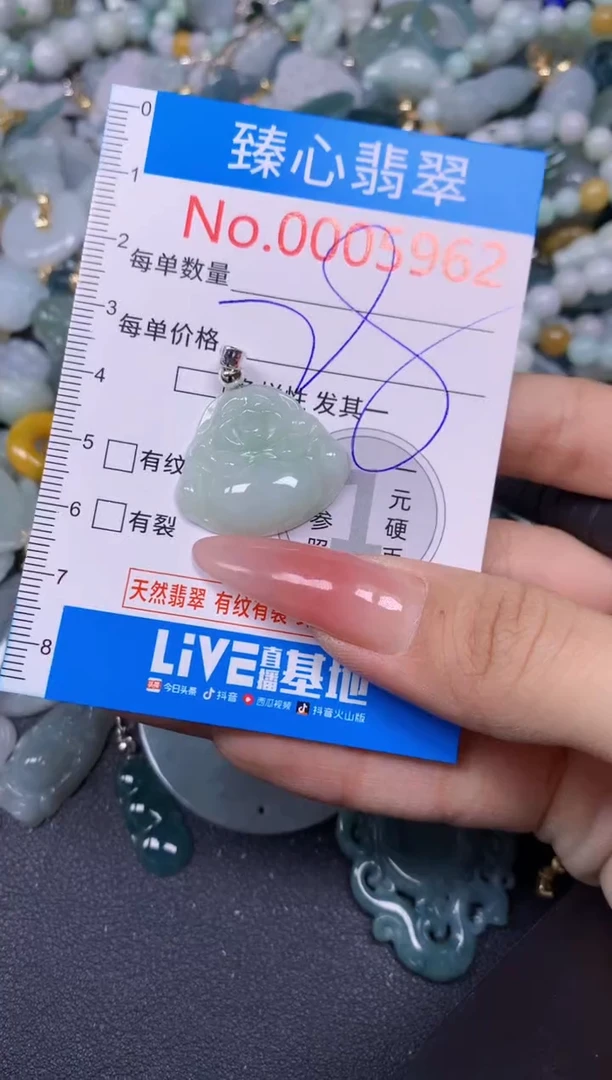 0
臻心翡翠
1
No.0005962
2
每单数量
28
3
每单价格
4
发其一
5
有纹
6
有裂
1
元
参
硬
7
天然翡翠 有纹有裂
8
LiVE直播基地
今日头条 抖音 西瓜视频 抖音火山版